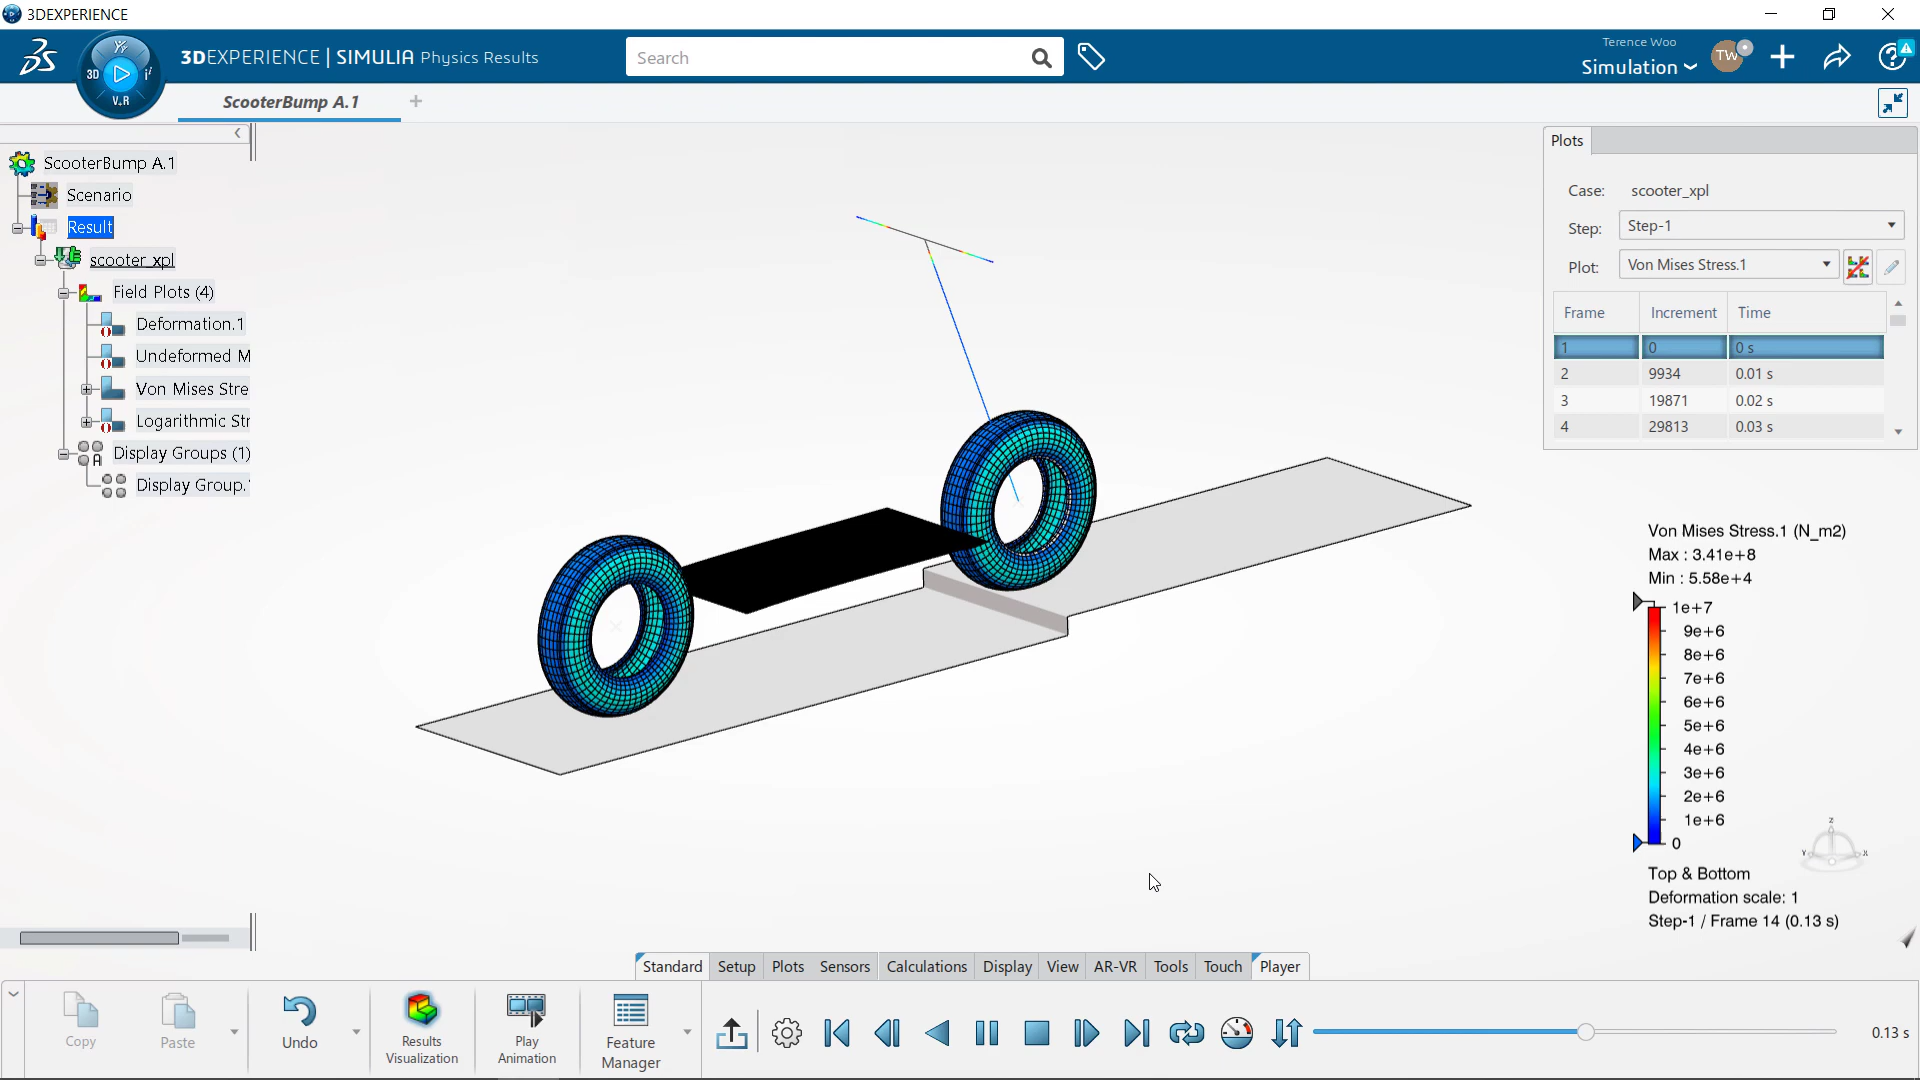 3DEXPERIENCE
3DEXPERIENCE | SIMULIA Physics Results
Search
Terence Woo
Simulation
TW
3D
V.R
ScooterBump A.1
ScooterBump A.1
Scenario
Result
scooter_xpl
Field Plots (4)
Deformation.1
Undeformed M
Von Mises Stre
Logarithmic Str
Display Groups (1)
Display Group.1
Plots
Case: scooter_xpl
Step: Step-1
Plot: Von Mises Stress.1
Frame Increment Time
1 0 0 s
2 9934 0.01 s
3 19871 0.02 s
4 29813 0.03 s
Von Mises Stress.1 (N_m2)
Max : 3.41e+8
Min : 5.58e+4
1e+7
9e+6
8e+6
7e+6
6e+6
5e+6
4e+6
3e+6
2e+6
1e+6
0
Z
Y X
Top & Bottom
Deformation scale: 1
Step-1 / Frame 14 (0.13 s)
Standard Setup Plots Sensors Calculations Display View AR-VR Tools Touch Player
Copy
Paste
Undo
Results
Visualization
Play
Animation
Feature
Manager
0.13 s